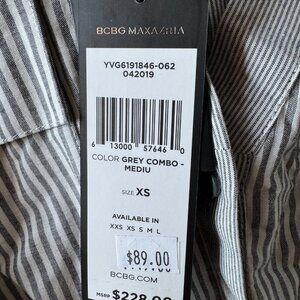 BCBG MAXAZRIA
YVG6191846-062
042019
6 13000 57646 0
COLOR GREY COMBO -
MEDIU
SIZE XS
AVAILABLE IN
XXS XS S M L
$89.00
BCBG.COM
MSRP $228.00